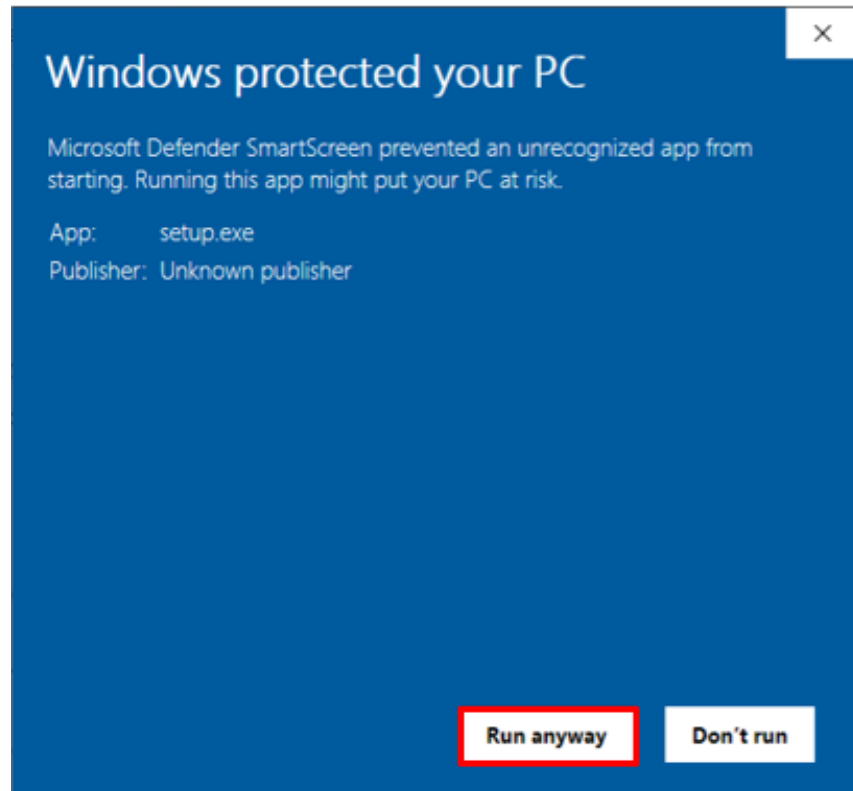 Windows protected your PC
Microsoft Defender SmartScreen prevented an unrecognized app from
starting. Running this app might put your PC at risk.
App: setup.exe
Publisher: Unknown publisher
Run anyway Don't run